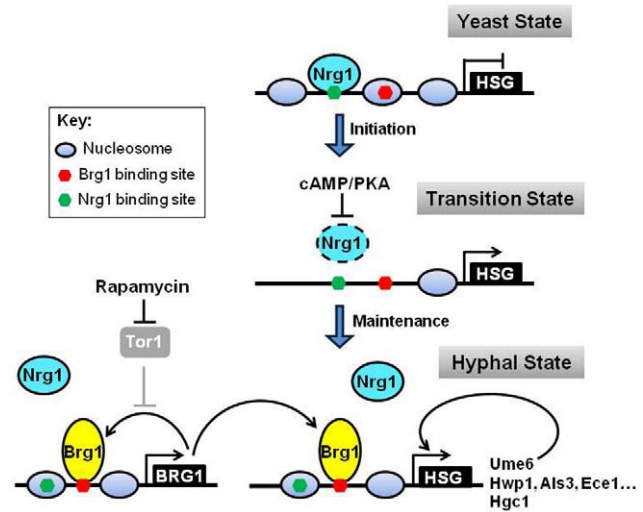 Yeast State
Nrg1
HSG
Key:
Nucleosome
Brg1 binding site
Nrg1 binding site
Initiation
cAMP/PKA
Transition State
Nrg1
HSG
Rapamycin
Maintenance
Tor1
Nrg1
Nrg1
Hyphal State
Brg1
BRG1
Brg1
HSG
Ume6
Hwp1, Als3, Ece1...
Hgc1